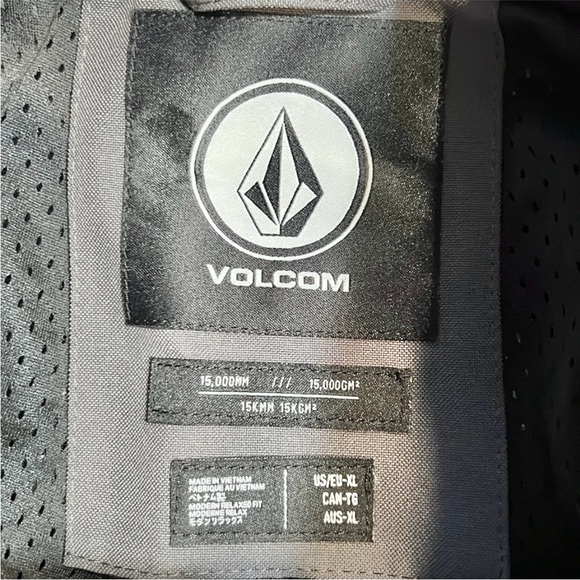 VOLCOM
15,000MM /// 15,000GM²
15KMM 15KGM²
MADE IN VIETNAM
FABRIQUE AU VIETNAM
ベトナム製
MODERN RELAXED FIT
MODERNE RELAX
モダンリラックス
US/EU-XL
CAN-TG
AUS-XL